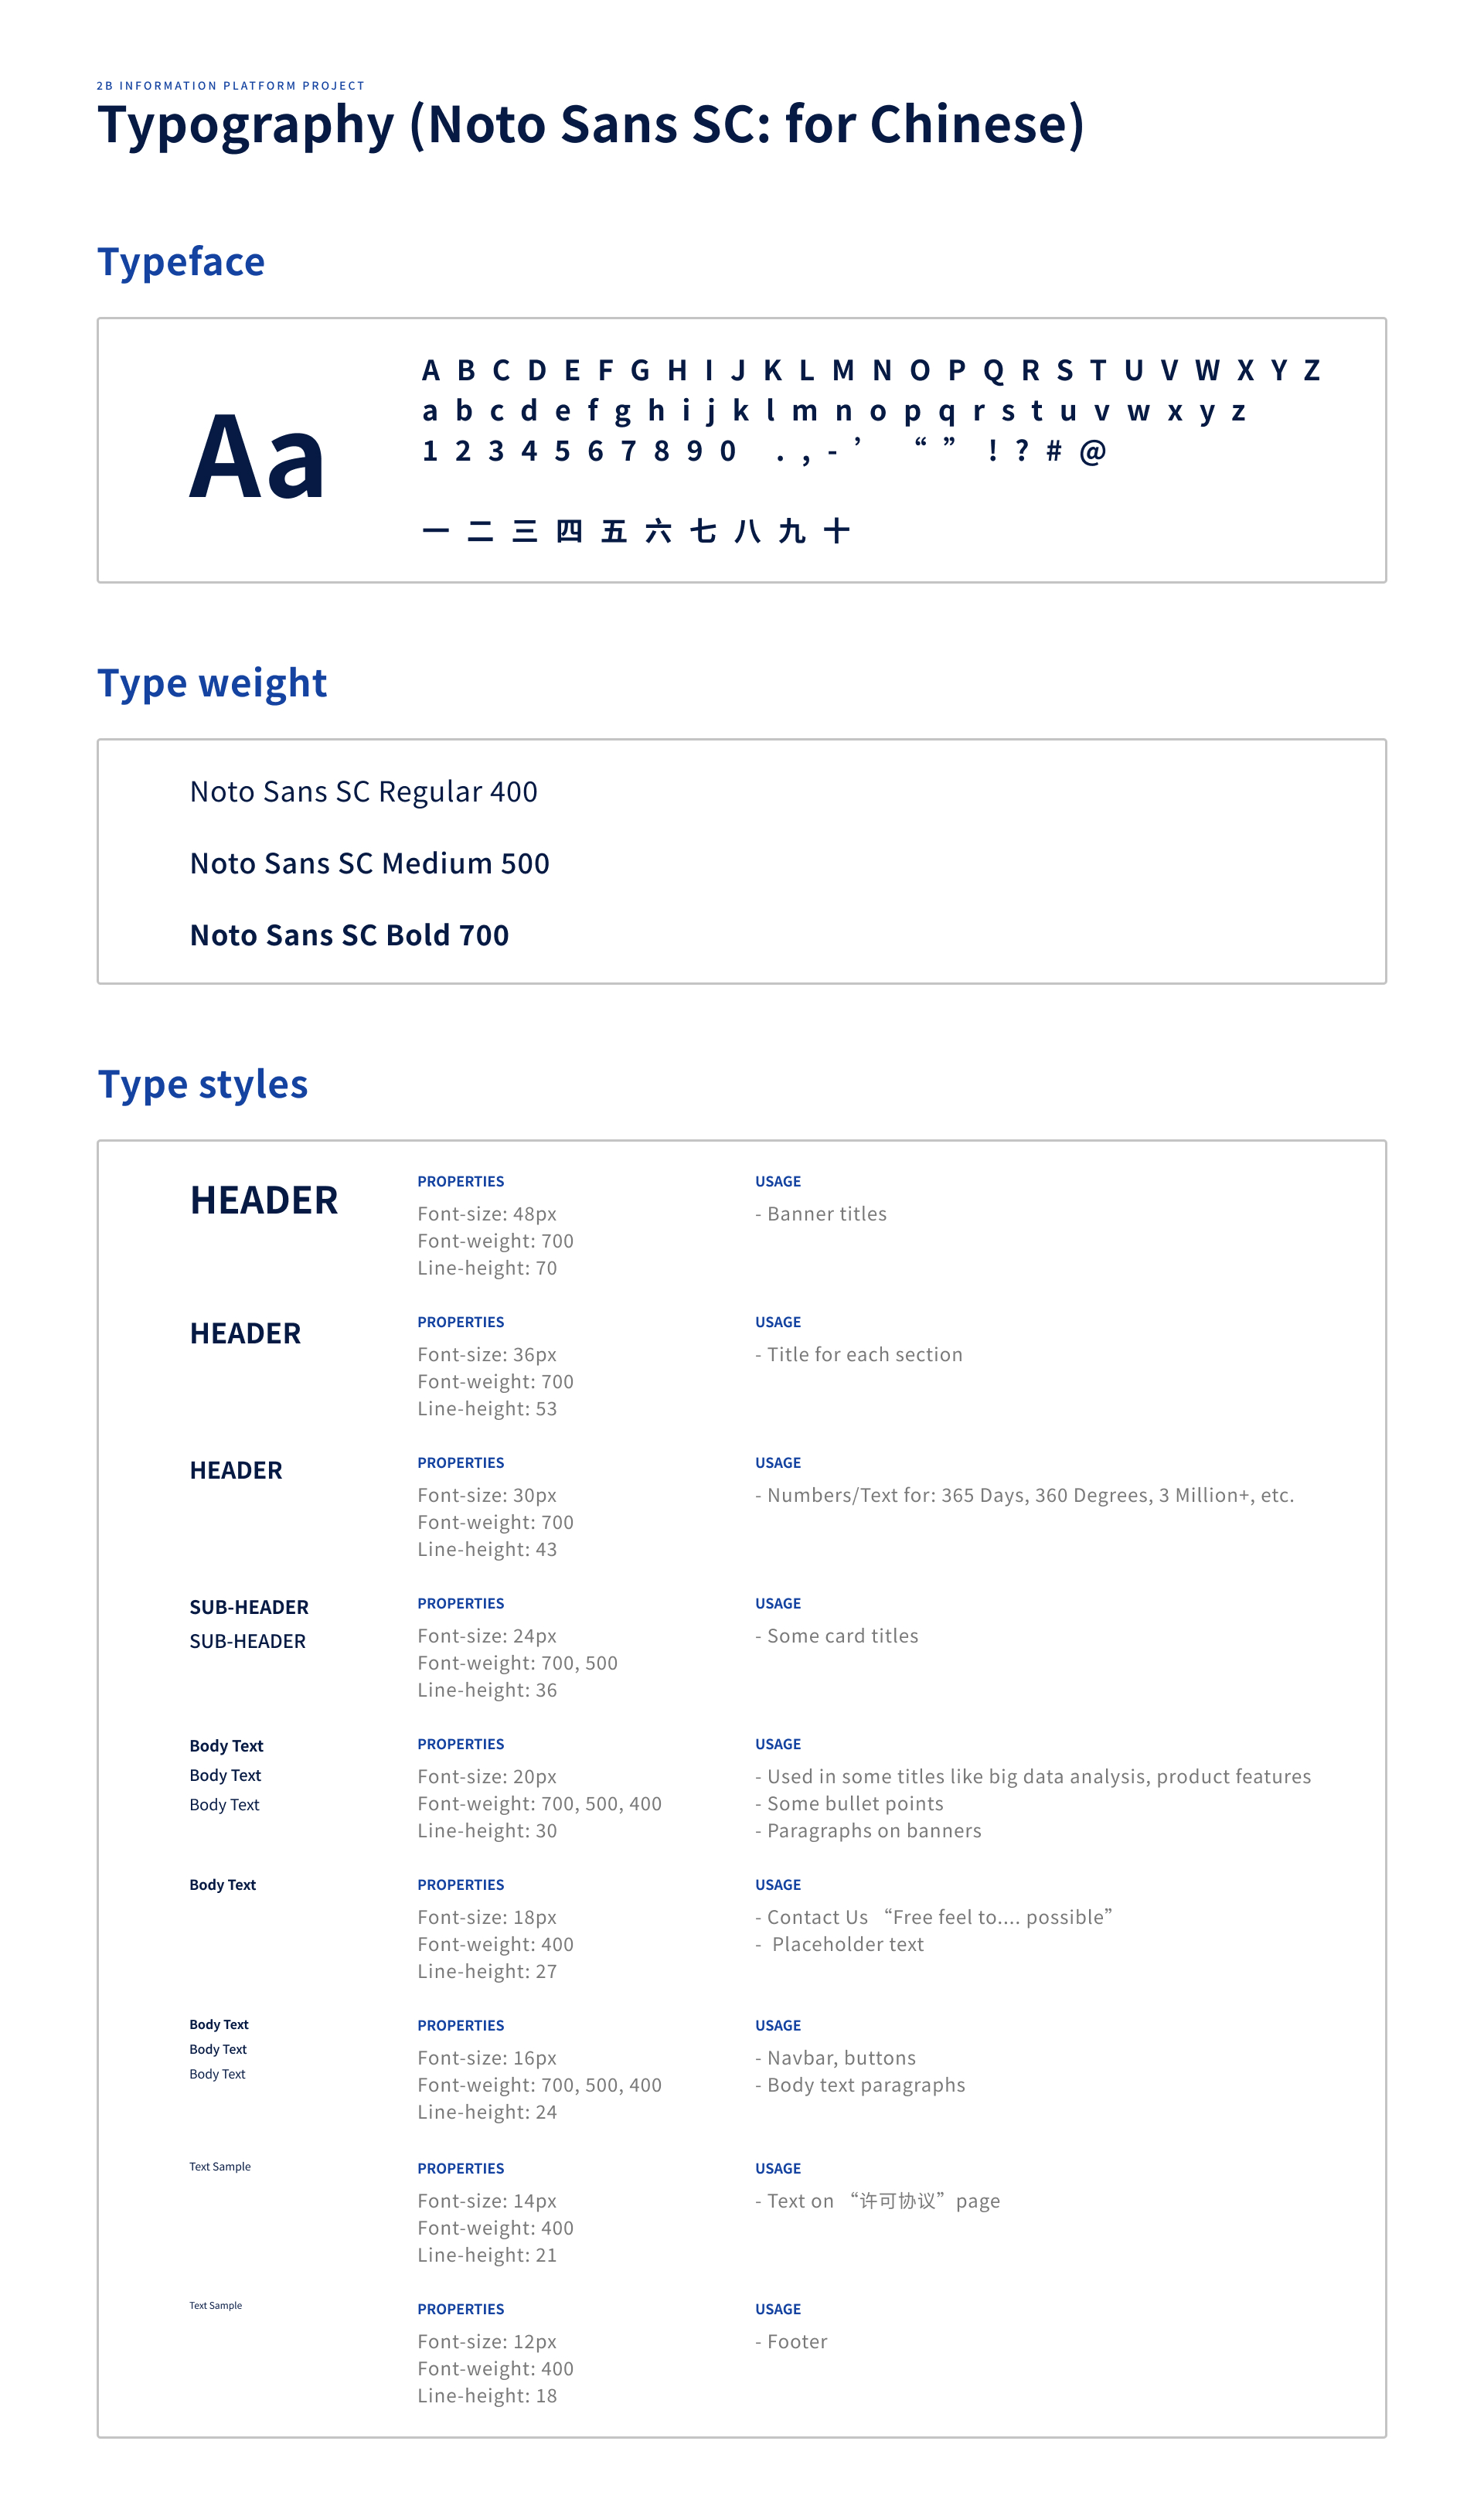 2B INFORMATION PLATFORM PROJECT
Typography (Noto Sans SC: for Chinese)
Typeface
Aa
A B C D E F G H I J K L M N O P Q R S T U V W X Y Z
a b c d e f g h i j k l m n o p q r s t u v w x y z
1 2 3 4 5 6 7 8 9 0 . , - ’ “ ” ! ? # @
一 二 三 四 五 六 七 八 九 十
Type weight
Noto Sans SC Regular 400
Noto Sans SC Medium 500
Noto Sans SC Bold 700
Type styles
HEADER
PROPERTIES
Font-size: 48px
Font-weight: 700
Line-height: 70
USAGE
- Banner titles
HEADER
PROPERTIES
Font-size: 36px
Font-weight: 700
Line-height: 53
USAGE
- Title for each section
HEADER
PROPERTIES
Font-size: 30px
Font-weight: 700
Line-height: 43
USAGE
- Numbers/Text for: 365 Days, 360 Degrees, 3 Million+, etc.
SUB-HEADER
SUB-HEADER
PROPERTIES
Font-size: 24px
Font-weight: 700, 500
Line-height: 36
USAGE
- Some card titles
Body Text
Body Text
Body Text
PROPERTIES
Font-size: 20px
Font-weight: 700, 500, 400
Line-height: 30
USAGE
- Used in some titles like big data analysis, product features
- Some bullet points
- Paragraphs on banners
Body Text
PROPERTIES
Font-size: 18px
Font-weight: 400
Line-height: 27
USAGE
- Contact Us “Free feel to.... possible”
- Placeholder text
Body Text
Body Text
Body Text
PROPERTIES
Font-size: 16px
Font-weight: 700, 500, 400
Line-height: 24
USAGE
- Navbar, buttons
- Body text paragraphs
Text Sample
PROPERTIES
Font-size: 14px
Font-weight: 400
Line-height: 21
USAGE
- Text on “许可协议” page
Text Sample
PROPERTIES
Font-size: 12px
Font-weight: 400
Line-height: 18
USAGE
- Footer